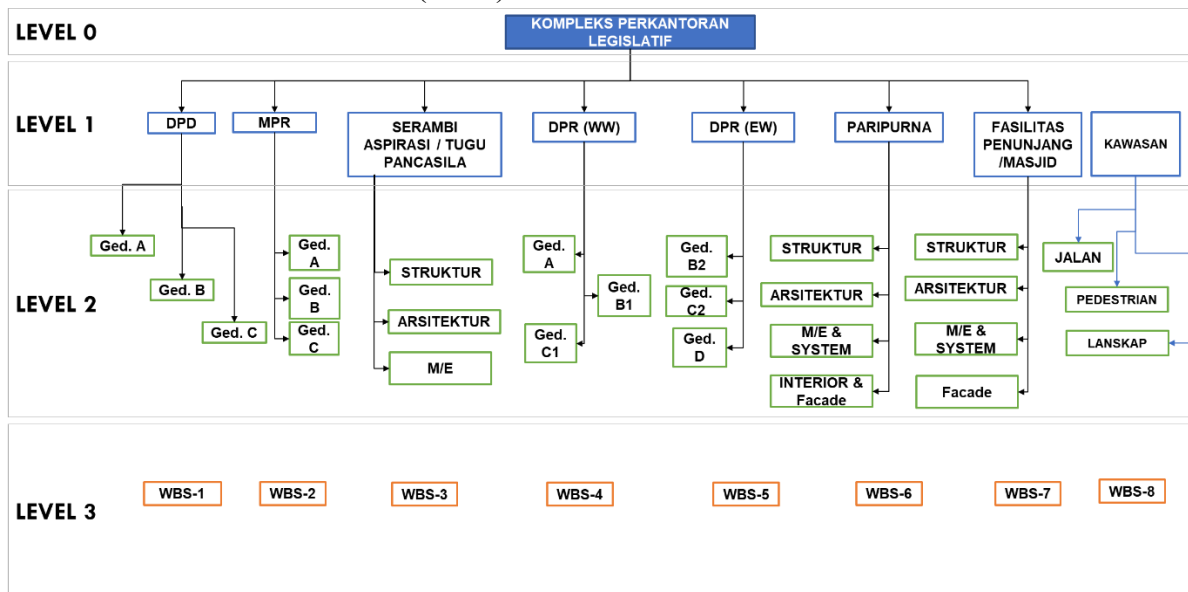 LEVEL 0
KOMPLEKS PERKANTORAN
LEGISLATIF
LEVEL 1
DPD
MPR
SERAMBI
ASPIRASI / TUGU
PANCASILA
DPR (WW)
DPR (EW)
PARIPURNA
FASILITAS
PENUNJANG
/MASJID
KAWASAN
LEVEL 2
Ged. A
Ged. B
Ged. C
Ged.
A
Ged.
B
Ged.
C
STRUKTUR
ARSITEKTUR
M/E
Ged.
A
Ged.
B1
Ged.
C1
Ged.
B2
Ged.
C2
Ged.
D
STRUKTUR
ARSITEKTUR
M/E &
SYSTEM
INTERIOR &
Facade
STRUKTUR
ARSITEKTUR
M/E &
SYSTEM
Facade
JALAN
PEDESTRIAN
LANSKAP
LEVEL 3
WBS-1
WBS-2
WBS-3
WBS-4
WBS-5
WBS-6
WBS-7
WBS-8